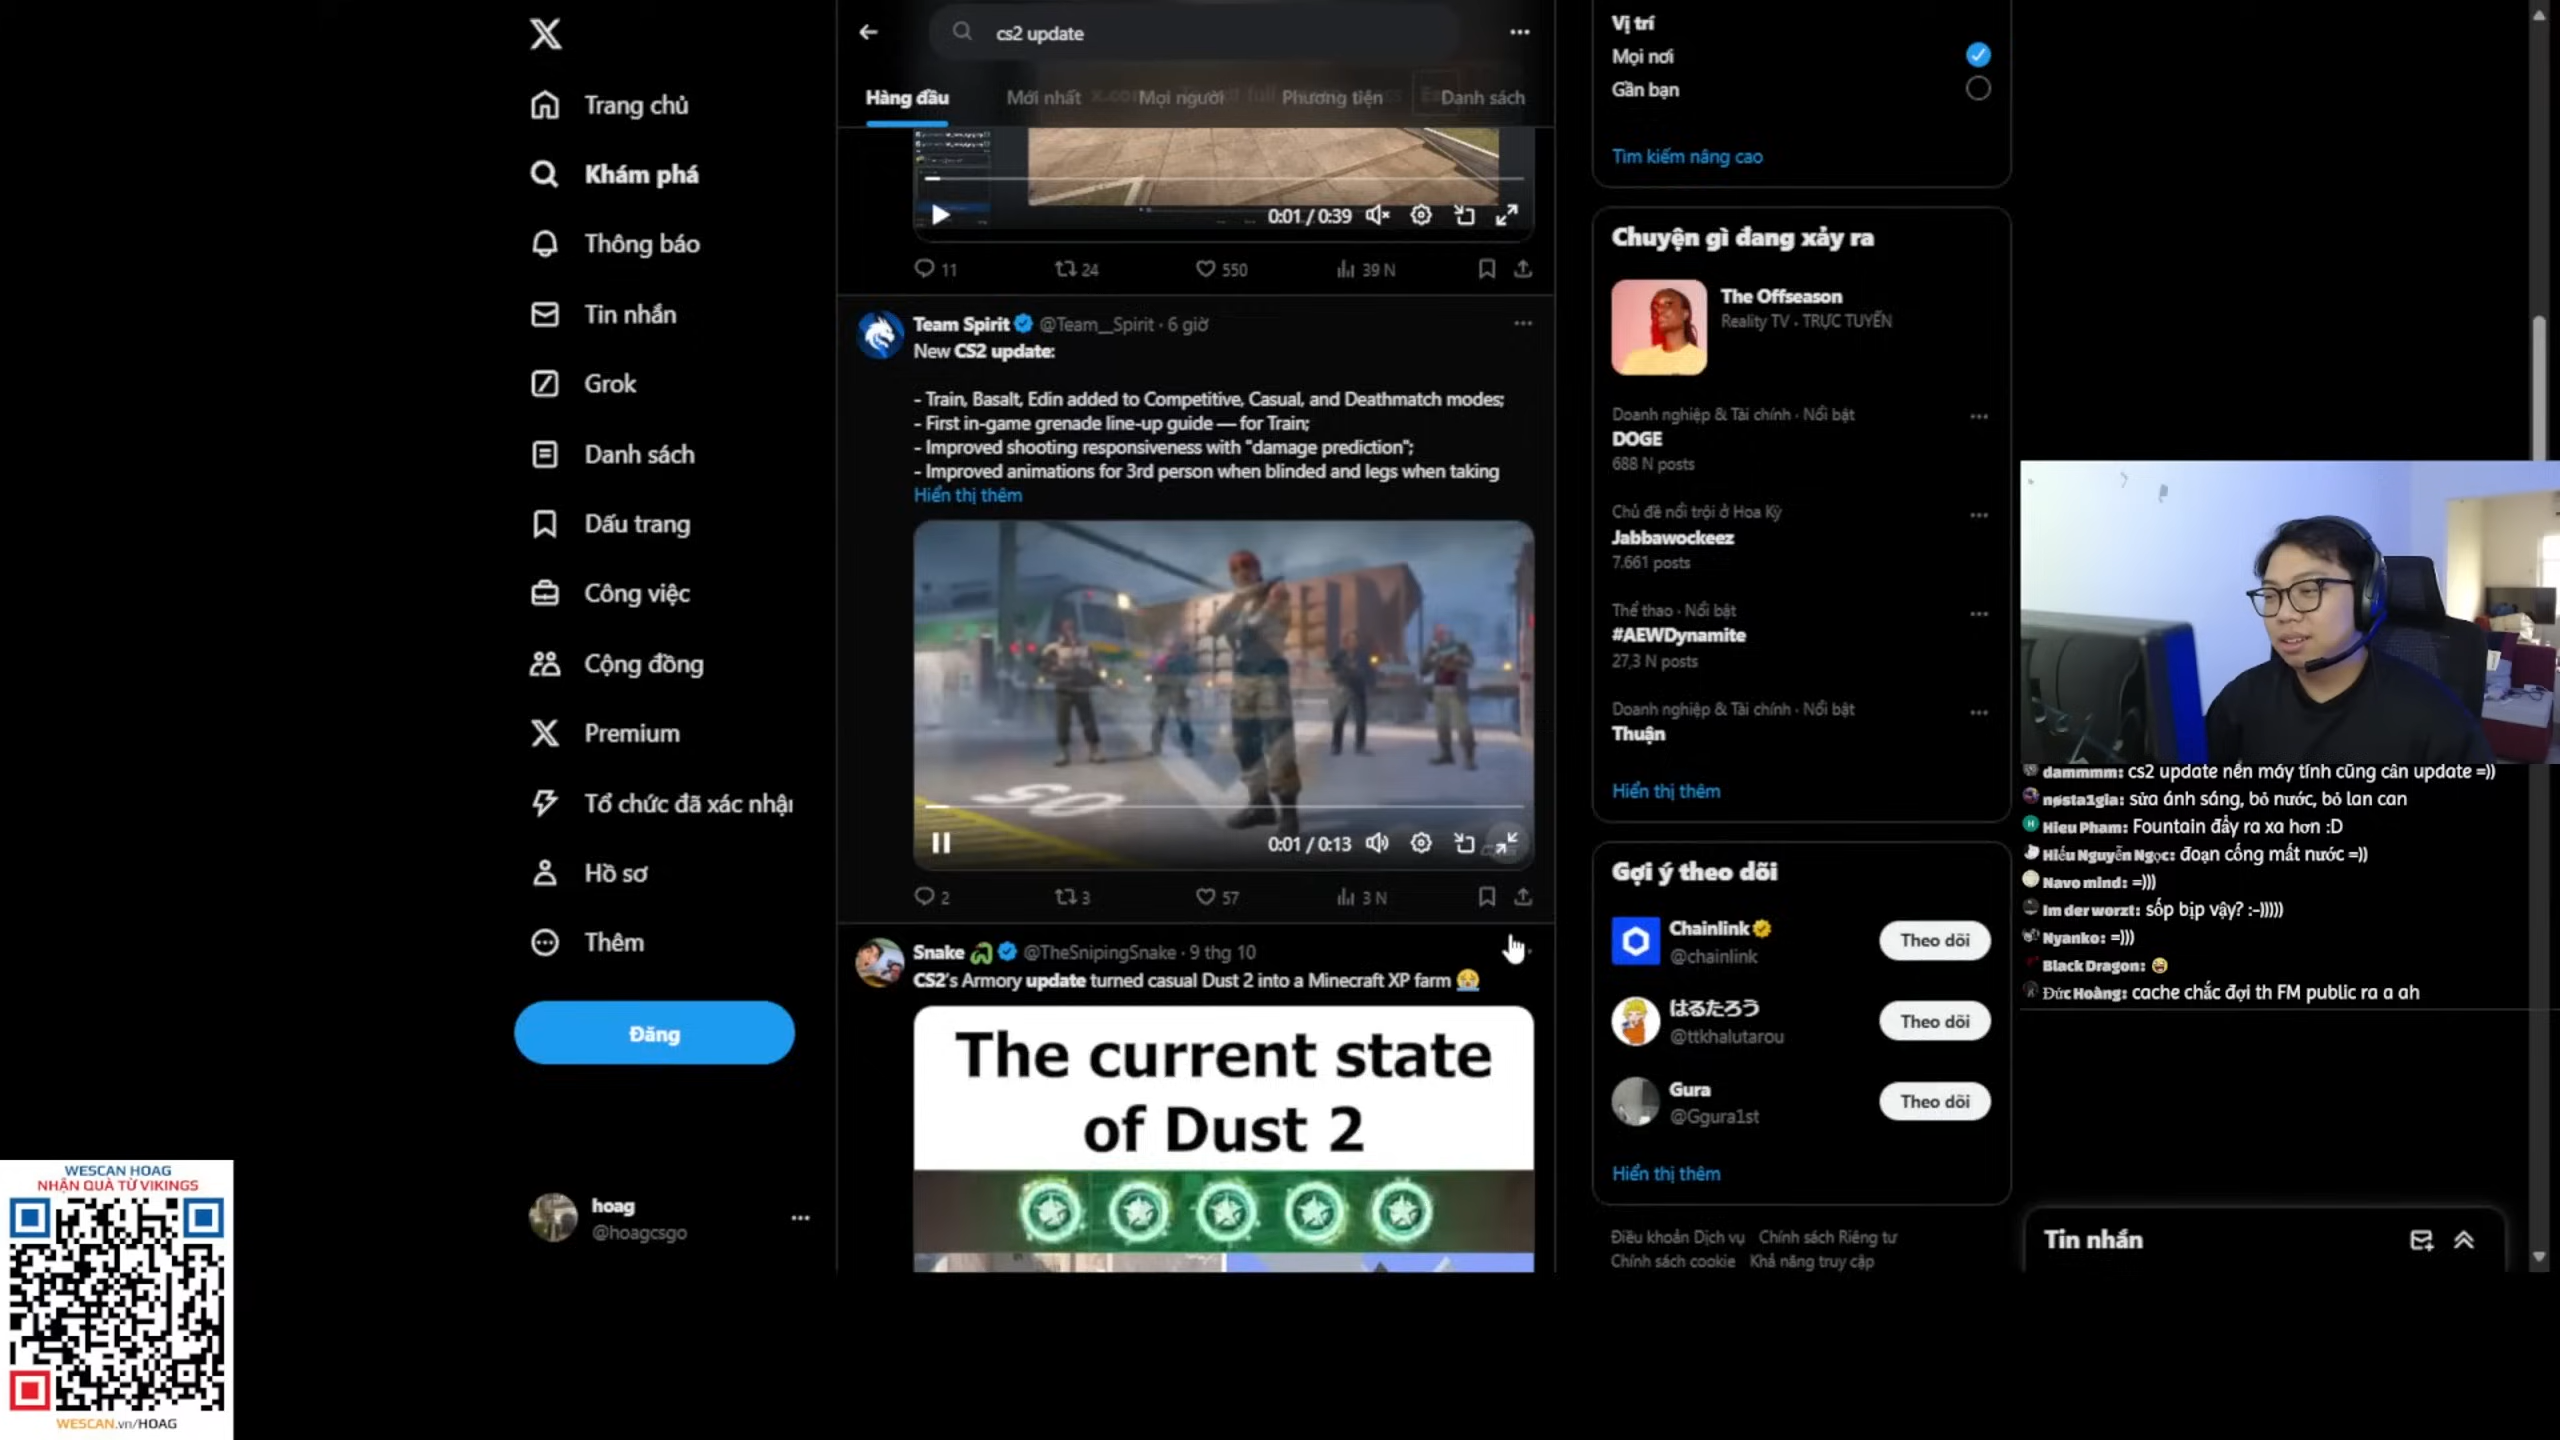 Trang chủ
Khám phá
Thông báo
Tin nhắn
Grok
Danh sách
Dấu trang
Công việc
Cộng đồng
Premium
Tổ chức đã xác nhận
Hồ sơ
Thêm
Đăng
hoag
@hoagcsgo
WESCAN HOAG
NHẬN QUÀ TỪ VIKINGS
WESCAN.vn/HOAG
cs2 update
Hàng đầu
Mới nhất
Mọi người
Phương tiện
Danh sách
0:01 / 0:39
11
24
550
39 N
Team Spirit @Team__Spirit · 6 giờ
New CS2 update:
- Train, Basalt, Edin added to Competitive, Casual, and Deathmatch modes;
- First in-game grenade line-up guide — for Train;
- Improved shooting responsiveness with "damage prediction";
- Improved animations for 3rd person when blinded and legs when taking
Hiển thị thêm
0:01 / 0:13
2
3
57
3 N
Snake @TheSnipingSnake · 9 thg 10
CS2's Armory update turned casual Dust 2 into a Minecraft XP farm 😭
The current state
of Dust 2
Vị trí
Mọi nơi
Gần bạn
Tìm kiếm nâng cao
Chuyện gì đang xảy ra
The Offseason
Reality TV · TRỰC TUYẾN
Doanh nghiệp & Tài chính · Nổi bật
DOGE
688 N posts
Chủ đề nổi trội ở Hoa Kỳ
Jabbawockeez
7.661 posts
Thể thao · Nổi bật
#AEWDynamite
27,3 N posts
Doanh nghiệp & Tài chính · Nổi bật
Thuận
Hiển thị thêm
Gợi ý theo dõi
Chainlink
@chainlink
Theo dõi
はるたろう
@ttkhalutarou
Theo dõi
Gura
@Ggura1st
Theo dõi
Hiển thị thêm
Điều khoản Dịch vụ Chính sách Riêng tư
Chính sách cookie Khả năng truy cập
dammmm: cs2 update nên máy tính cũng cần update =))
nøsta1gia: sửa ánh sáng, bỏ nước, bỏ lan can
Hieu Pham: Fountain đẩy ra xa hơn :D
Hiếu Nguyễn Ngọc: đoạn cống mất nước =))
Navo mind: =)))
Im der worzt: sốp bịp vậy? :-)))))
Nyanko: =)))
Black Dragon: 😜
Đức Hoàng: cache chắc đợi th FM public ra a ah
Tin nhắn